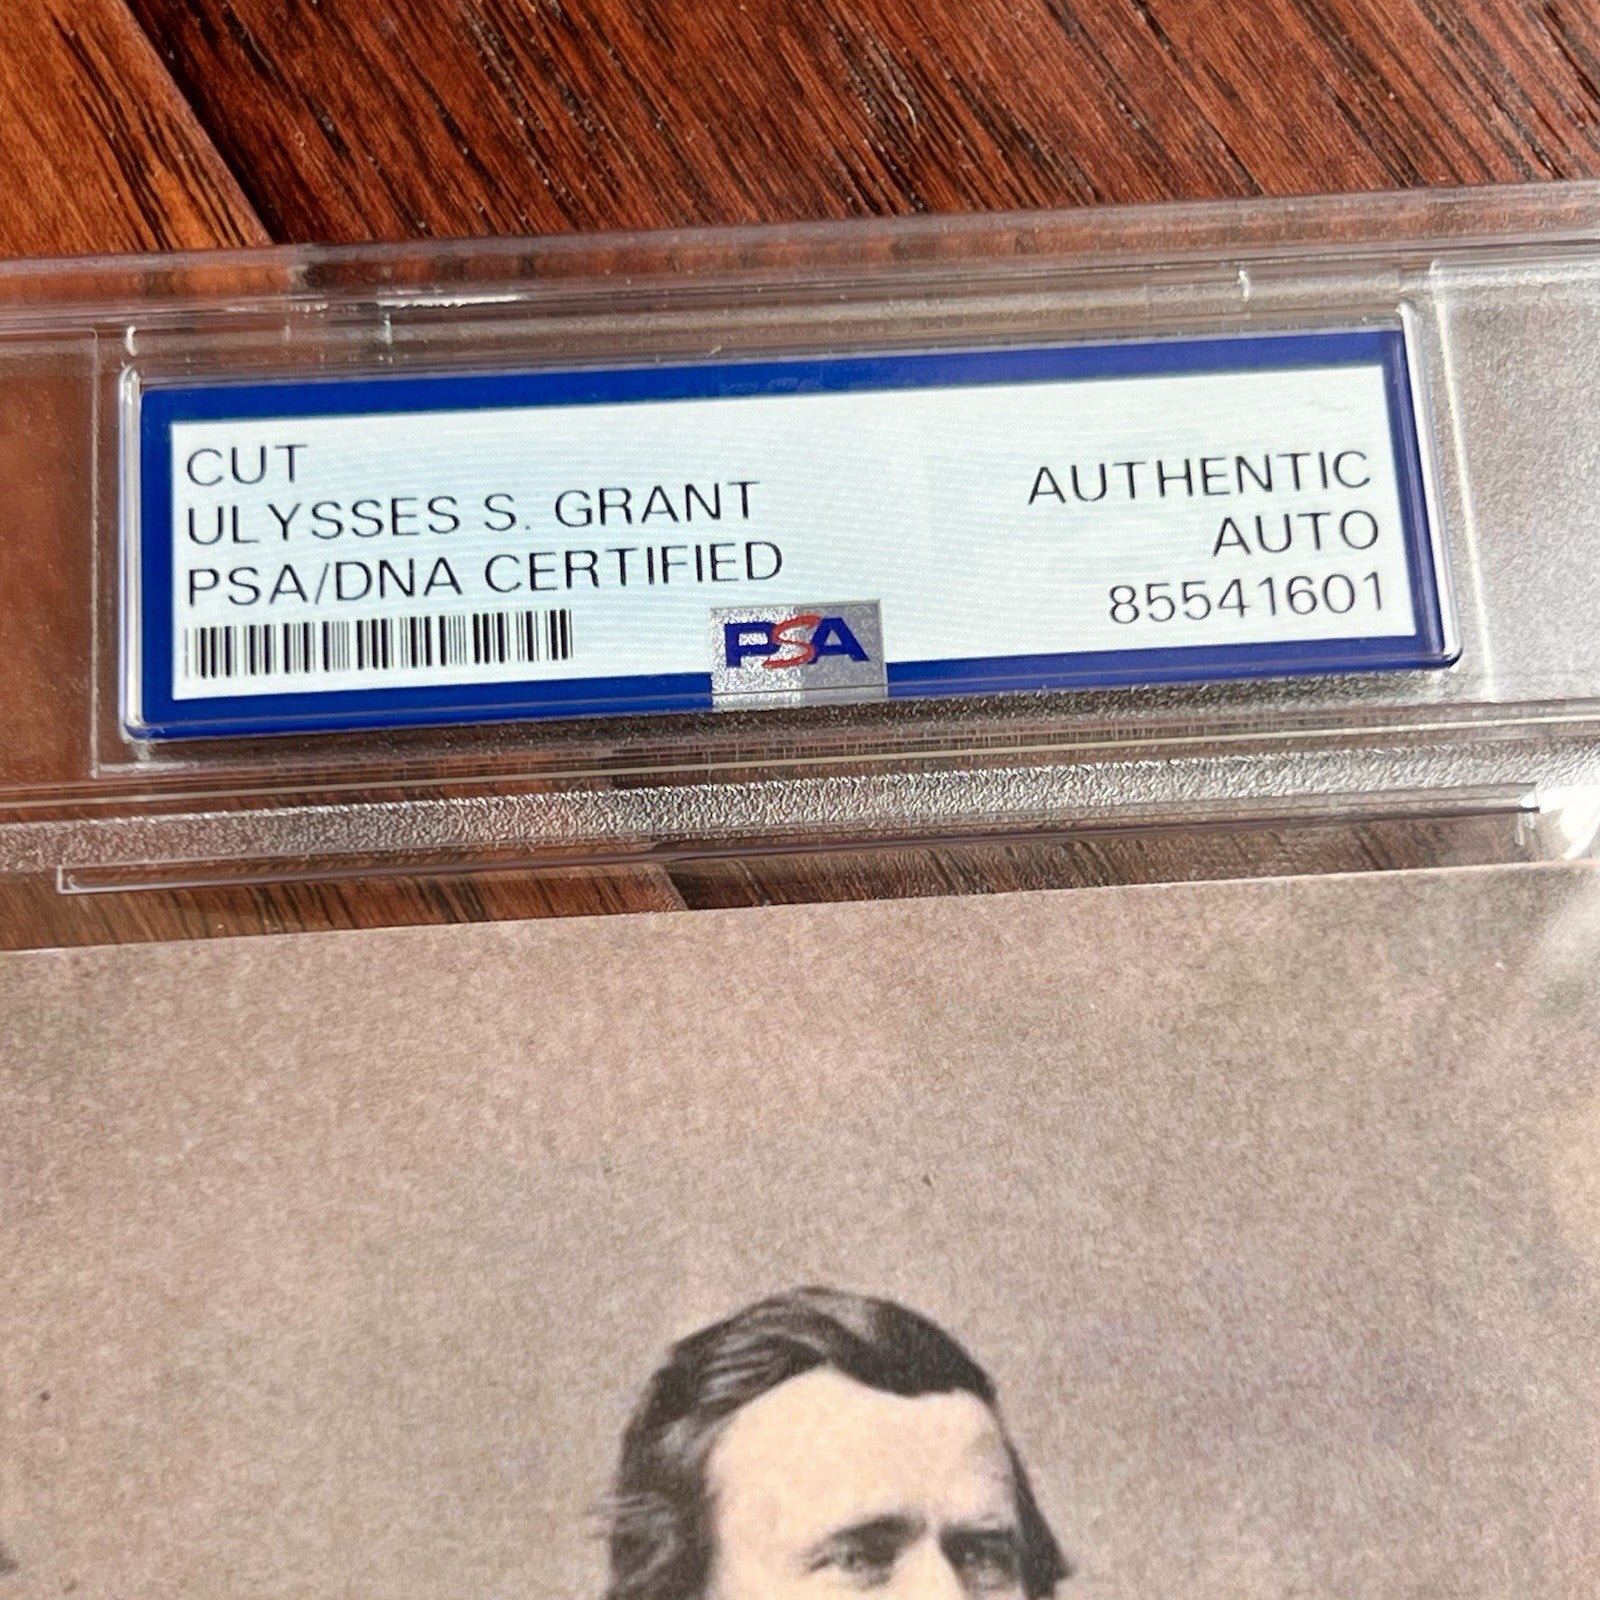 CUT
ULYSSES S. GRANT
PSA/DNA CERTIFIED
AUTHENTIC
AUTO
85541601
PSA